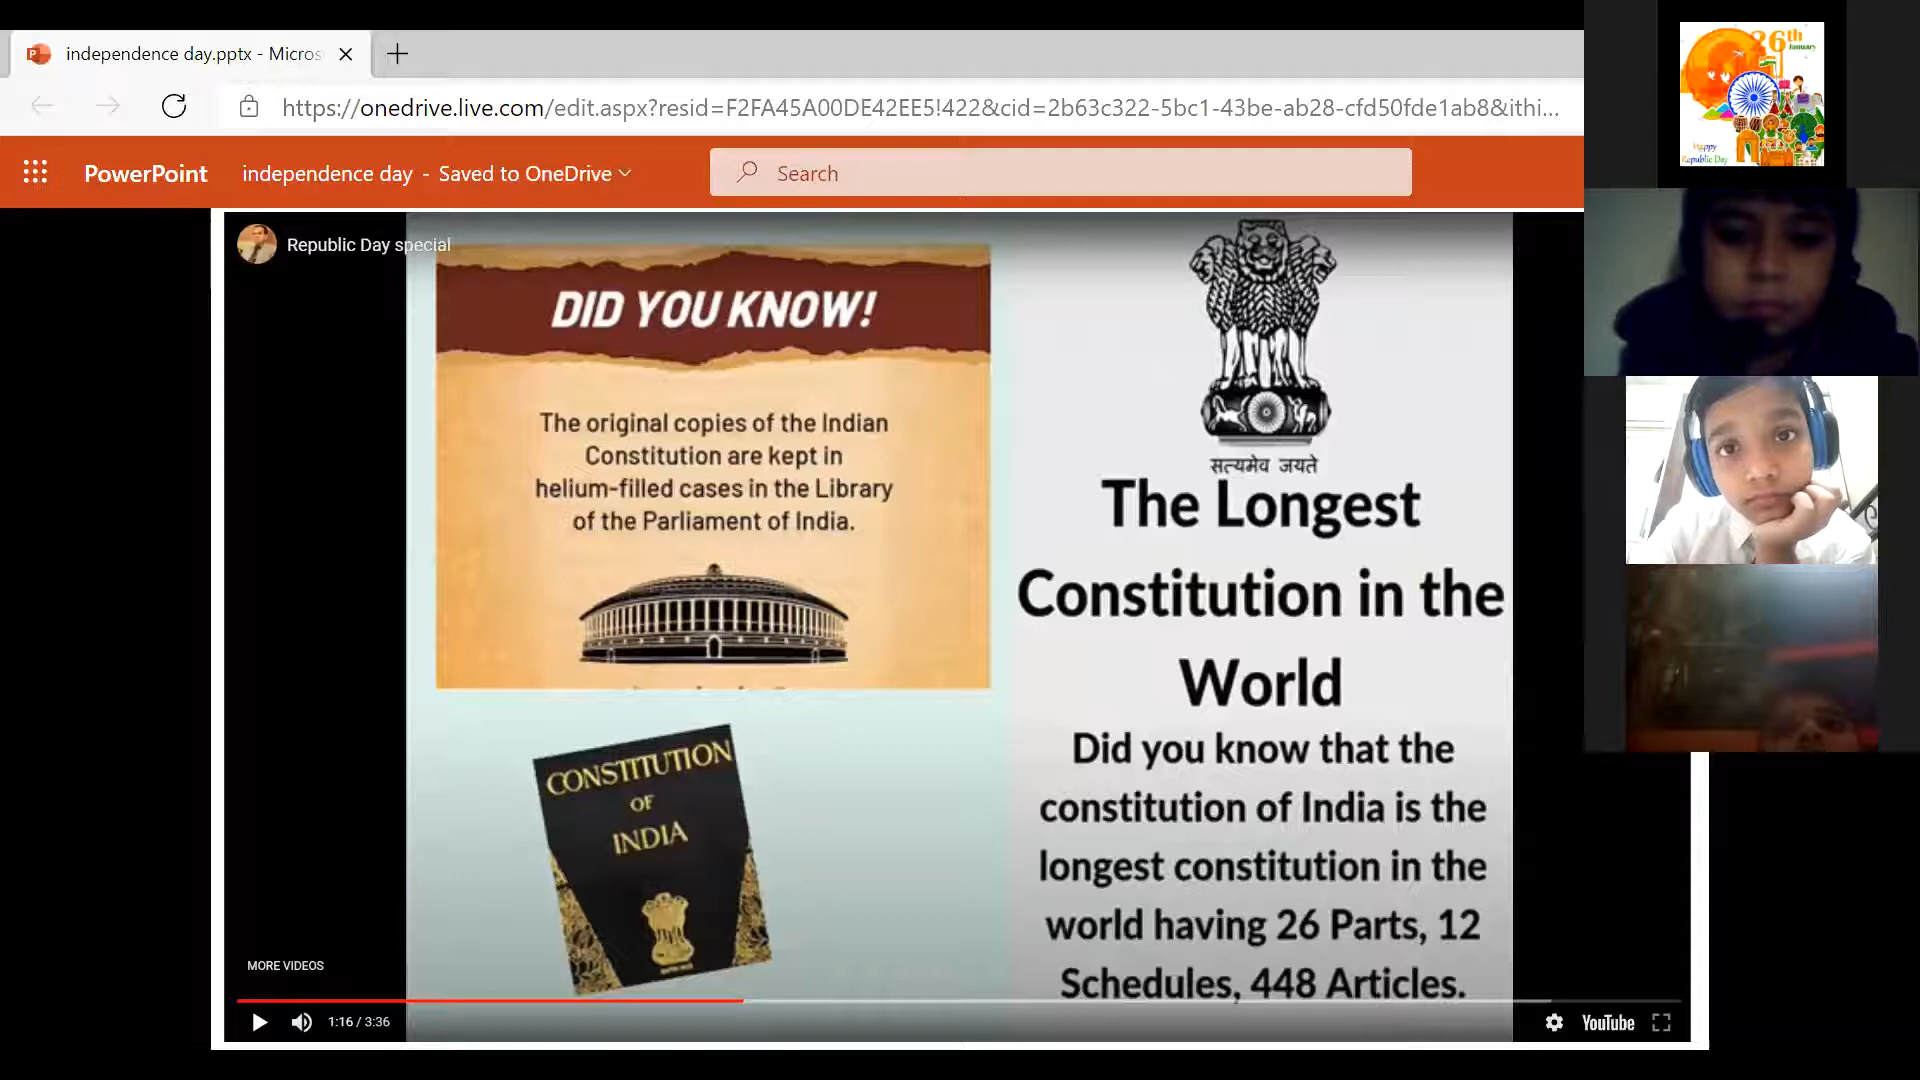 independence day.pptx - Micros
https://onedrive.live.com/edit.aspx?resid=F2FA45A00DE42EE5!422&cid=2b63c322-5bc1-43be-ab28-cfd50fde1ab8&ithi...
PowerPoint
independence day - Saved to OneDrive
Search
Republic Day special
DID YOU KNOW!
The original copies of the Indian
Constitution are kept in
helium-filled cases in the Library
of the Parliament of India.
CONSTITUTION
OF
INDIA
सत्यमेव जयते
The Longest
Constitution in the
World
Did you know that the
constitution of India is the
longest constitution in the
world having 26 Parts, 12
Schedules, 448 Articles.
MORE VIDEOS
1:16 / 3:36
YouTube
26th
January
Happy
Republic Day